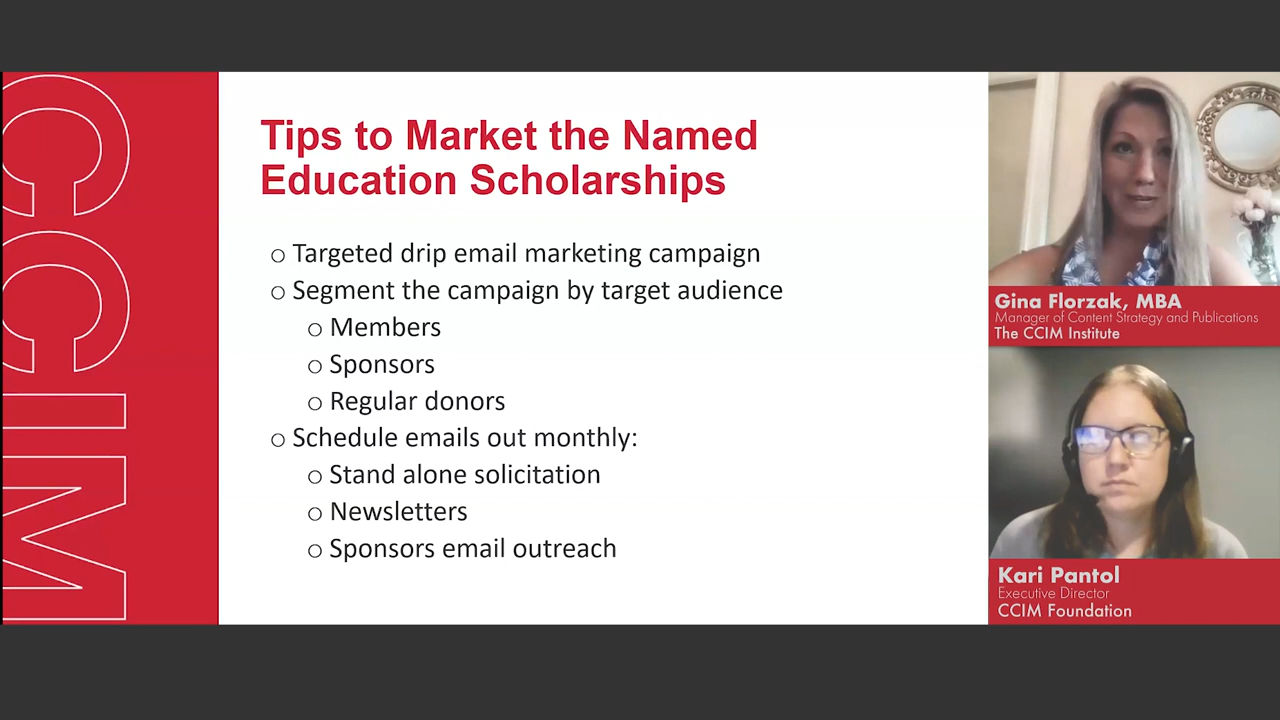 CCIM
Tips to Market the Named
Education Scholarships
○ Targeted drip email marketing campaign
○ Segment the campaign by target audience
○ Members
○ Sponsors
○ Regular donors
○ Schedule emails out monthly:
○ Stand alone solicitation
○ Newsletters
○ Sponsors email outreach
Gina Florzak, MBA
Manager of Content Strategy and Publications
The CCIM Institute
Kari Pantol
Executive Director
CCIM Foundation